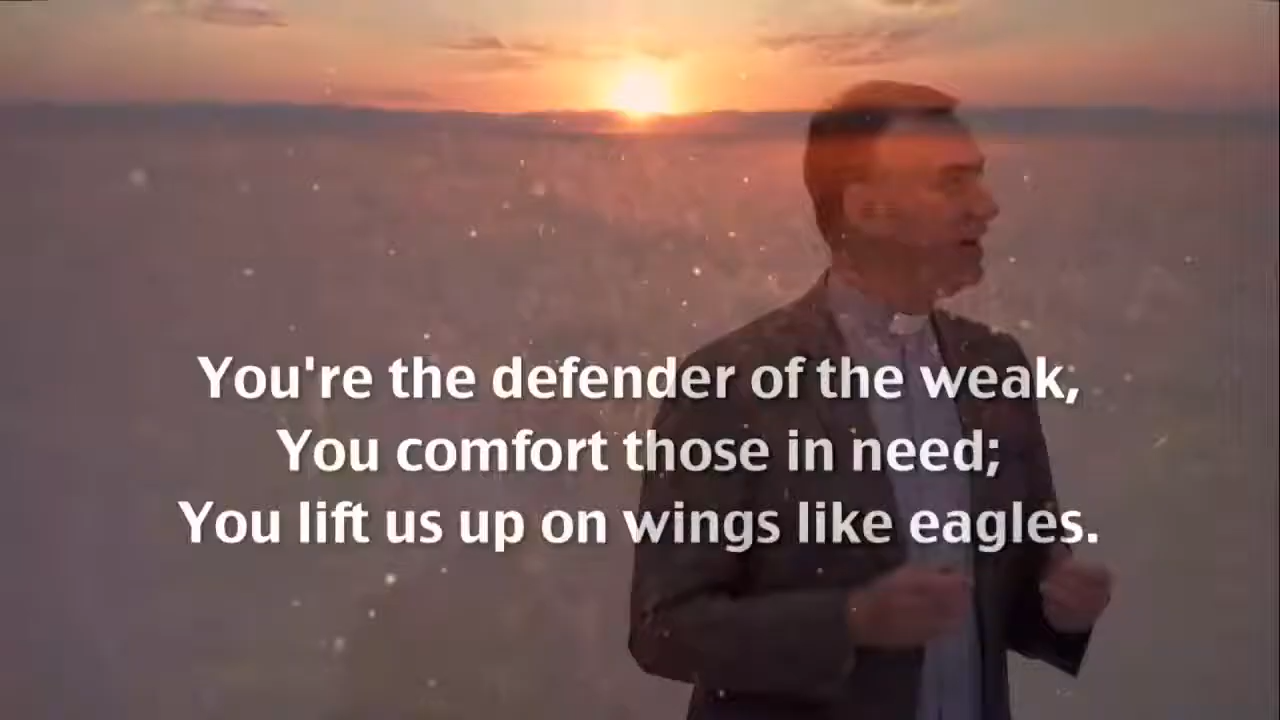 You're the defender of the weak,
You comfort those in need;
You lift us up on wings like eagles.